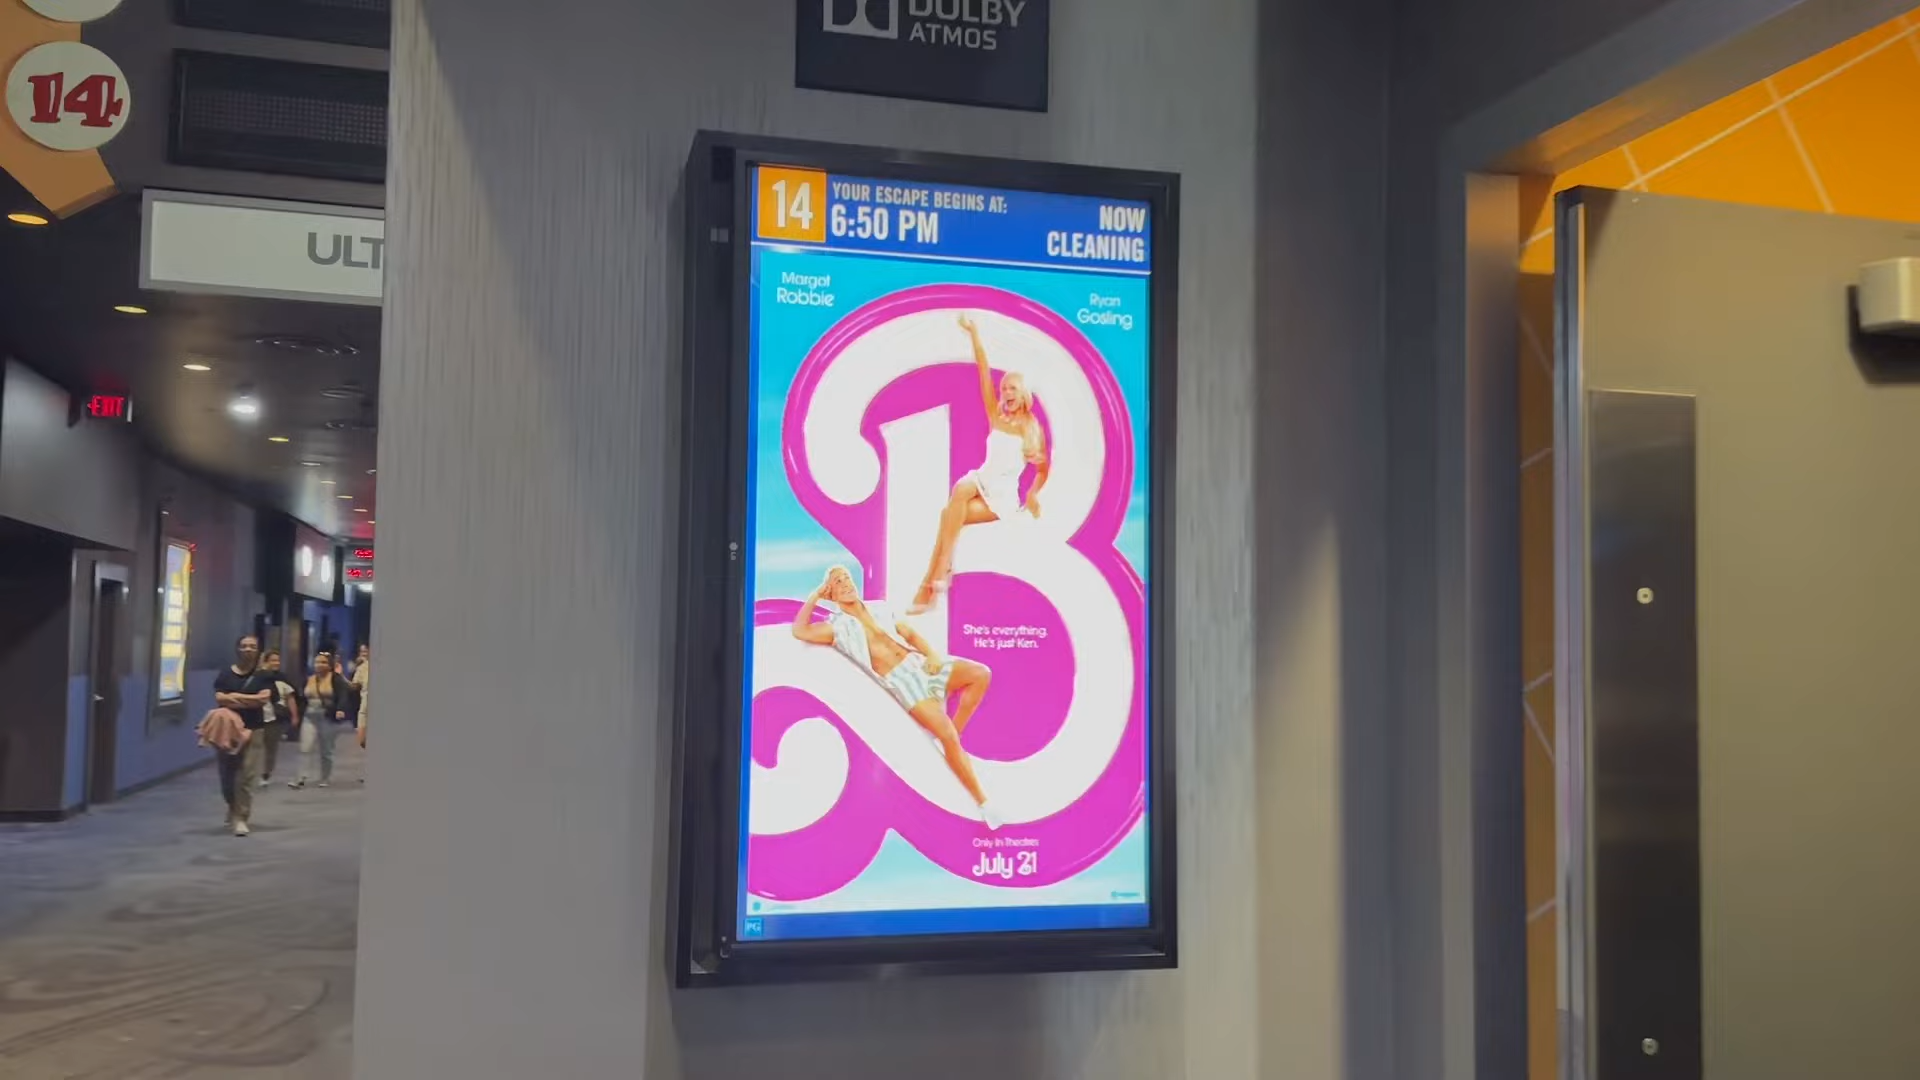 DOLBY
ATMOS
14
ULT
EXIT
14
YOUR ESCAPE BEGINS AT:
6:50 PM
NOW
CLEANING
Margot
Robbie
Ryan
Gosling
She's everything.
He's just Ken.
Only In Theatres
July 21
PG